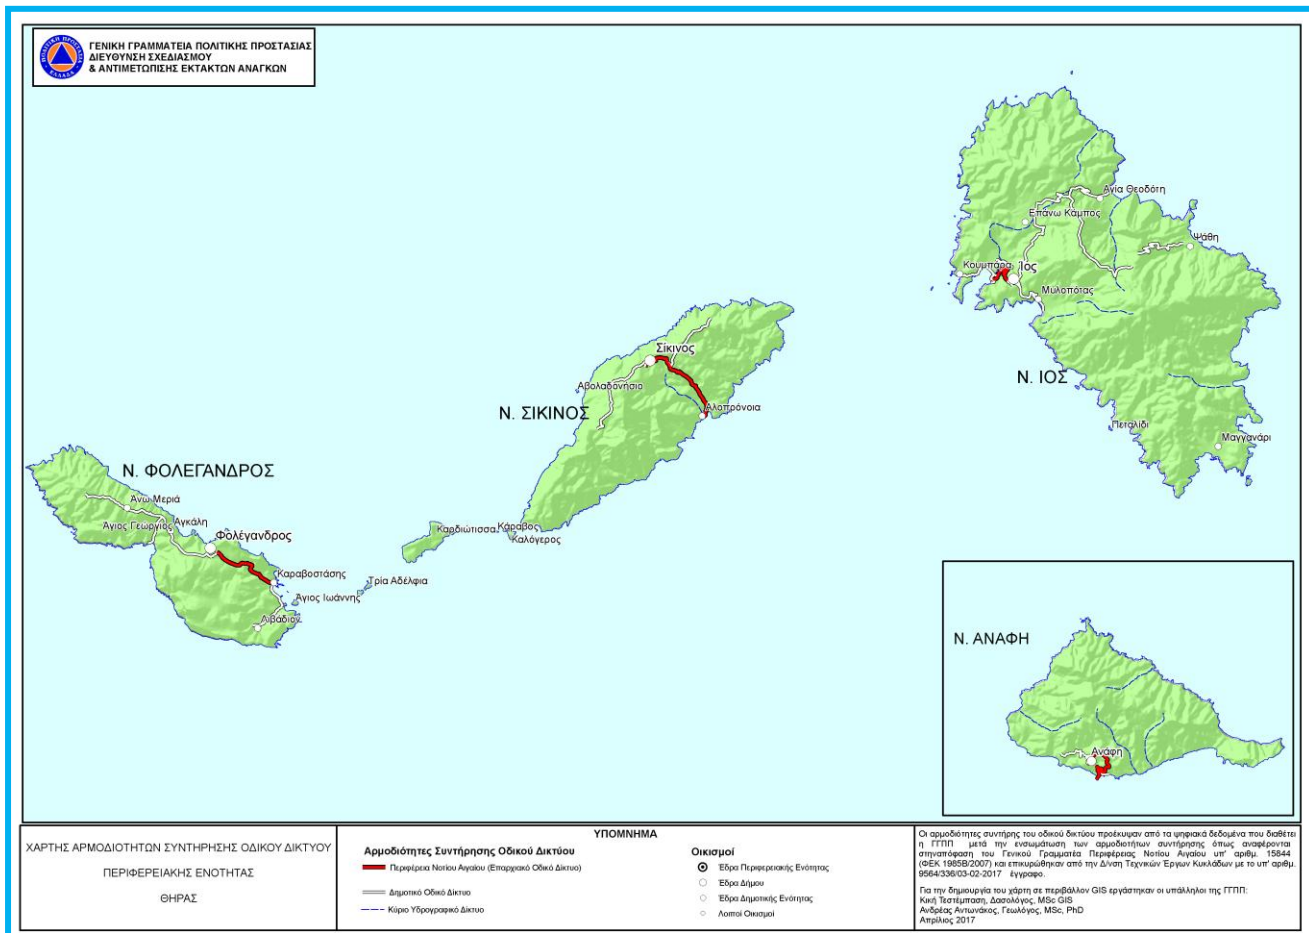 ΓΕΝΙΚΗ ΓΡΑΜΜΑΤΕΙΑ ΠΟΛΙΤΙΚΗΣ ΠΡΟΣΤΑΣΙΑΣ
ΔΙΕΥΘΥΝΣΗ ΣΧΕΔΙΑΣΜΟΥ
& ΑΝΤΙΜΕΤΩΠΙΣΗΣ ΕΚΤΑΚΤΩΝ ΑΝΑΓΚΩΝ
Αγία Θεοδότη
Επάνω Κάμπος
Ψάθη
Κουμπάρα
Ίος
Μυλοπότας
Ν. ΙΟΣ
Πεταλίδι
Μαγγανάρι
Σίκινος
Αβολαδονήσιο
Ν. ΣΙΚΙΝΟΣ
Αλοπρόνοια
Ν. ΦΟΛΕΓΑΝΔΡΟΣ
Άνω Μεριά
Άγιος Γεώργιος
Αγκάλη
Φολέγανδρος
Καραβοστάσης
Άγιος Ιωάννης
Λιβάδιον
Τρία Αδέλφια
Καρδιώτισσα
Κάραβος
Καλόγερος
Ν. ΑΝΑΦΗ
Ανάφη
ΧΑΡΤΗΣ ΑΡΜΟΔΙΟΤΗΤΩΝ ΣΥΝΤΗΡΗΣΗΣ ΟΔΙΚΟΥ ΔΙΚΤΥΟΥ
ΠΕΡΙΦΕΡΕΙΑΚΗΣ ΕΝΟΤΗΤΑΣ
ΘΗΡΑΣ
ΥΠΟΜΝΗΜΑ
Αρμοδιότητες Συντήρησης Οδικού Δικτύου
Περιφέρεια Νοτίου Αιγαίου (Επαρχιακό Οδικό Δίκτυο)
Δημοτικό Οδικό Δίκτυο
Κύριο Υδρογραφικό Δίκτυο
Οικισμοί
Έδρα Περιφερειακής Ενότητας
Έδρα Δήμου
Έδρα Δημοτικής Ενότητας
Λοιποί Οικισμοί
Οι αρμοδιότητες συντήρης του οδικού δικτύου προέκυψαν από τα ψηφιακά δεδομένα που διαθέτει
η ΓΓΠΠ μετά την ενσωμάτωση των αρμοδιοτήτων συντήρησης όπως αναφέρονται
στηναπόφαση του Γενικού Γραμματέα Περιφέρειας Νοτίου Αιγαίου υπ' αριθμ. 15844
(ΦΕΚ 1985Β/2007) και επικυρώθηκαν από την Δ/νση Τεχνικών Έργων Κυκλάδων με το υπ' αριθμ.
9564/336/03-02-2017 έγγραφο.
Για την δημιουργία του χάρτη σε περιβάλλον GIS εργάστηκαν οι υπάλληλοι της ΓΓΠΠ:
Κική Τεστέμπαση, Δασολόγος, MSc GIS
Ανδρέας Αντωνάκος, Γεωλόγος, MSc, PhD
Απρίλιος 2017